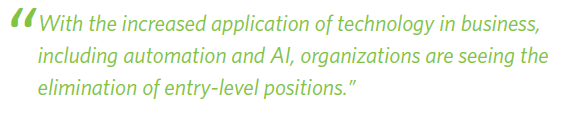 “With the increased application of technology in business,
including automation and AI, organizations are seeing the
elimination of entry-level positions.”